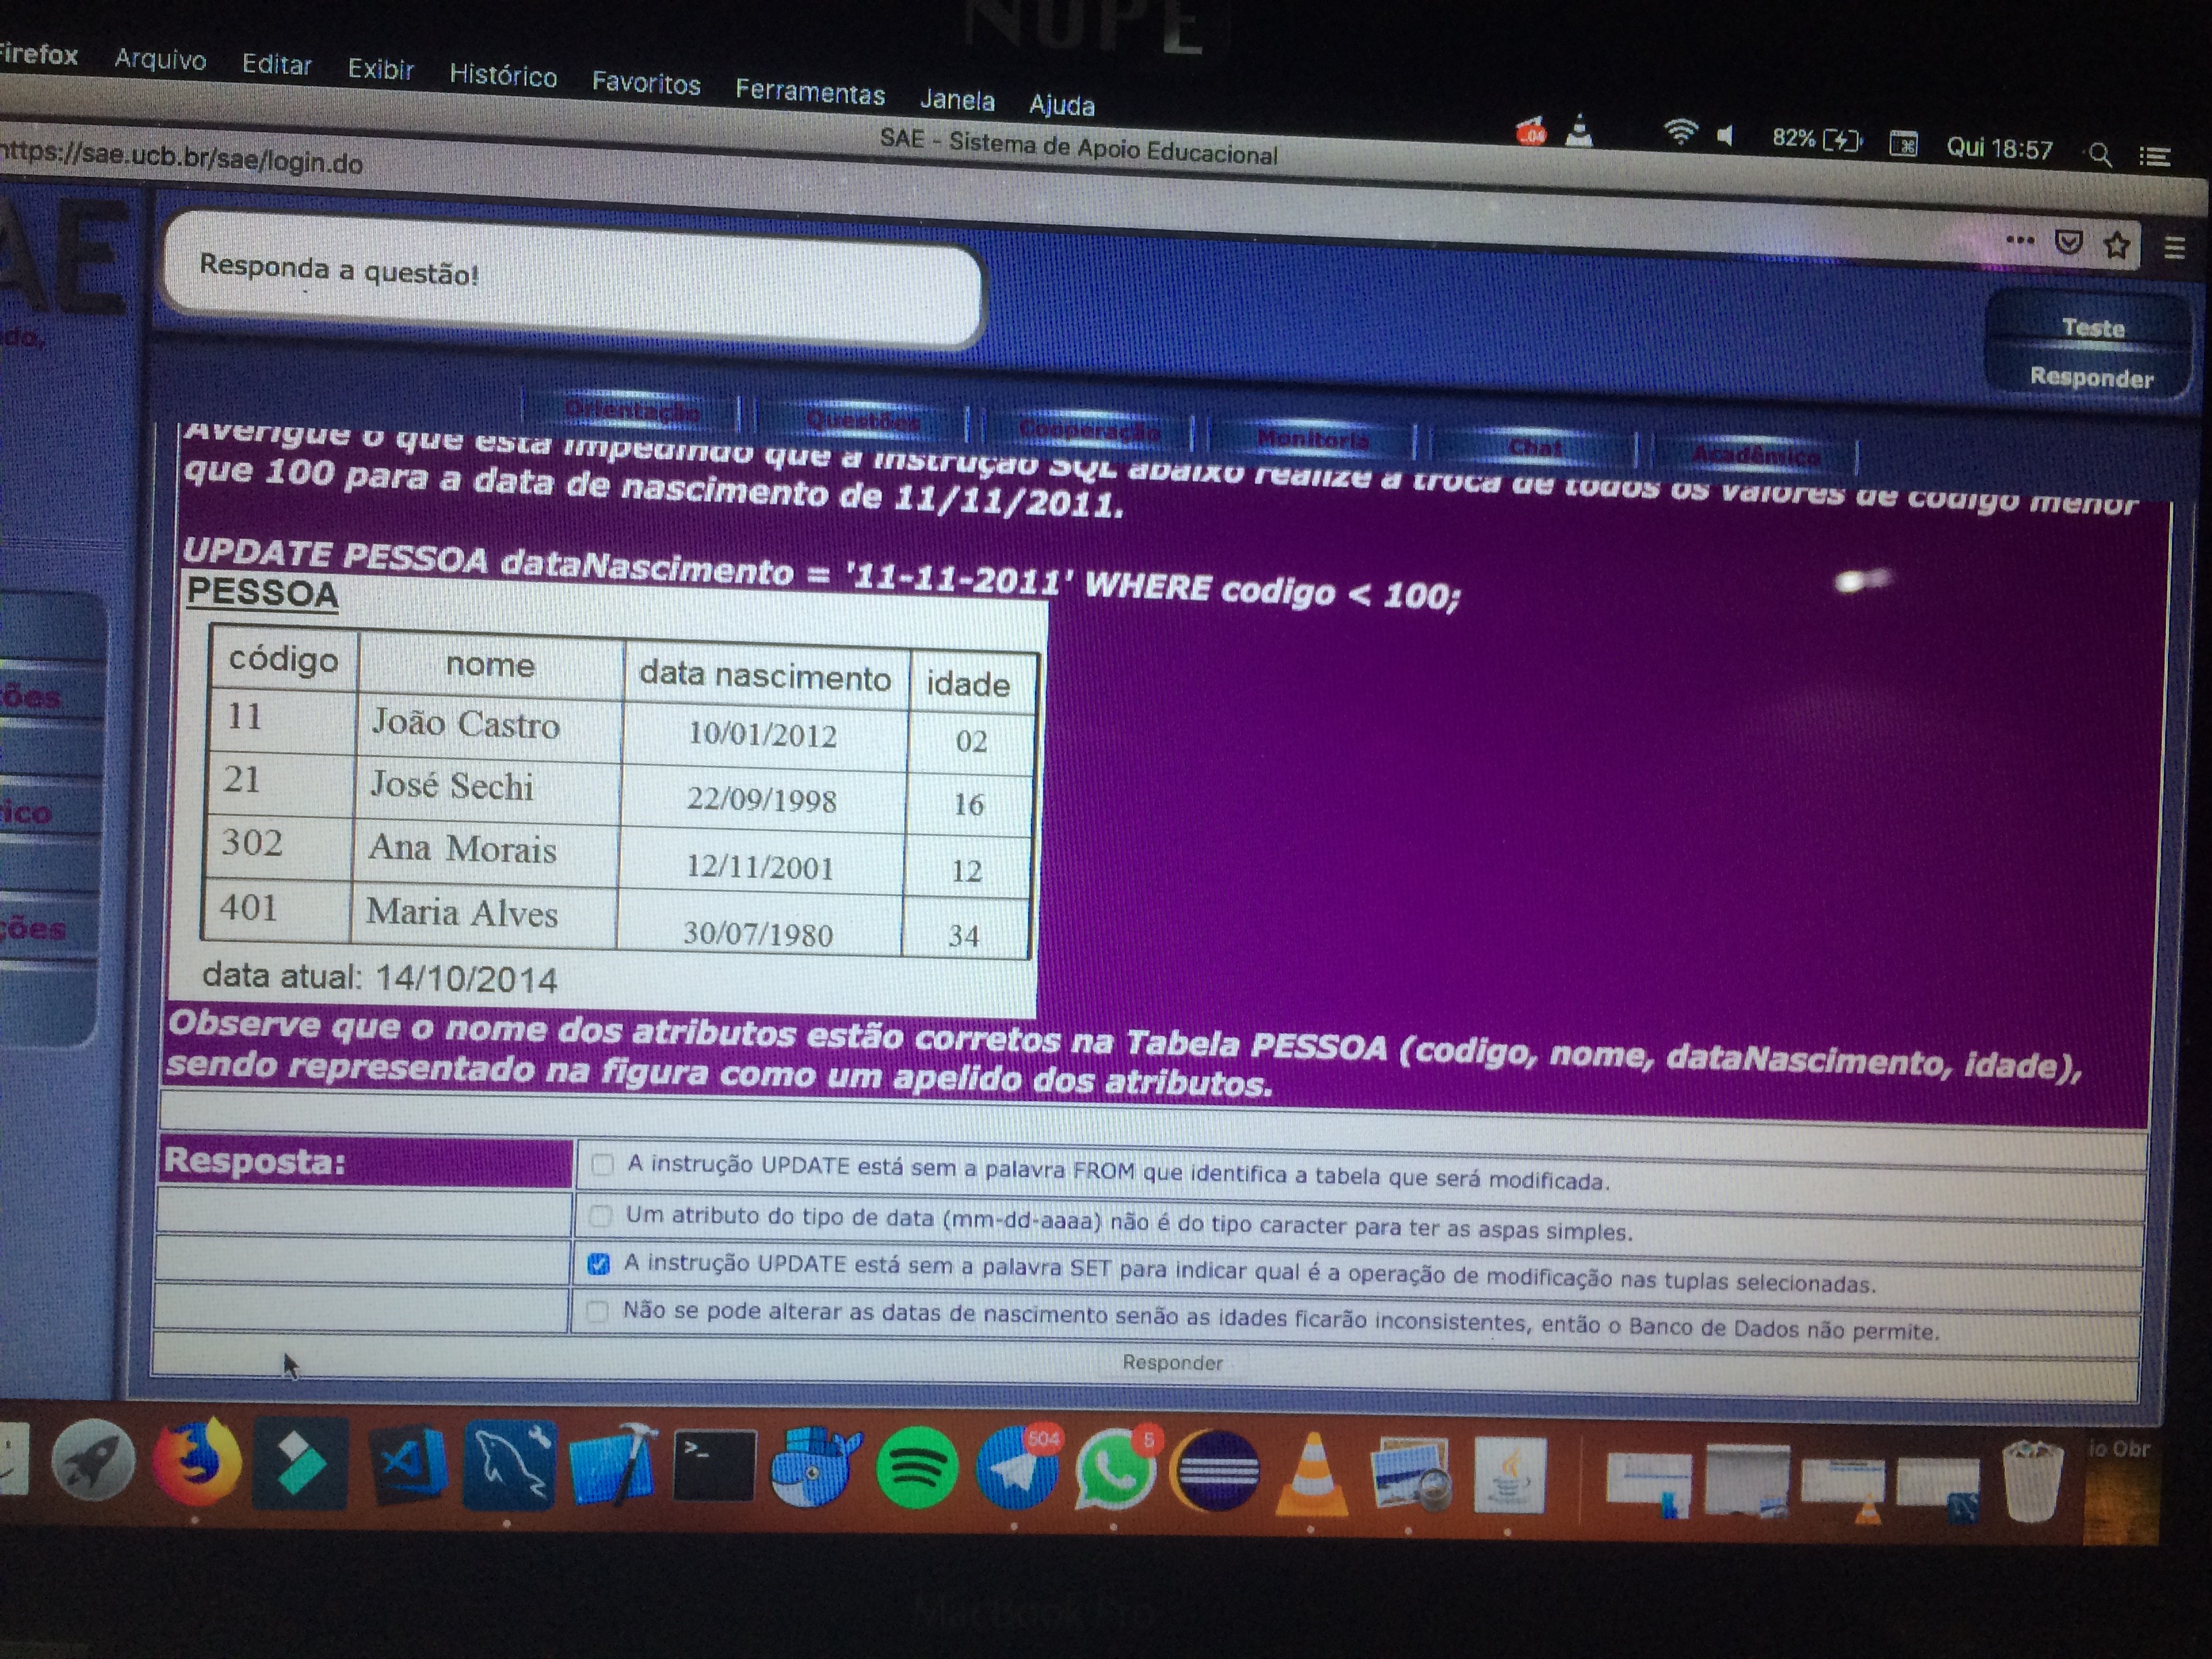 NUPE
Firefox Arquivo Editar Exibir Histórico Favoritos Ferramentas Janela Ajuda
82% Qui 18:57
SAE - Sistema de Apoio Educacional
https://sae.ucb.br/sae/login.do
AE
Responda a questão!
Teste
Responder
Orientação Questões Cooperação Monitoria Chat Acadêmico
Averigue o que está impedindo que a instrução SQL abaixo realize a troca de todos os valores de codigo menor
que 100 para a data de nascimento de 11/11/2011.
UPDATE PESSOA dataNascimento = '11-11-2011' WHERE codigo < 100;
PESSOA
código nome data nascimento idade
11 João Castro 10/01/2012 02
21 José Sechi 22/09/1998 16
302 Ana Morais 12/11/2001 12
401 Maria Alves 30/07/1980 34
data atual: 14/10/2014
Observe que o nome dos atributos estão corretos na Tabela PESSOA (codigo, nome, dataNascimento, idade),
sendo representado na figura como um apelido dos atributos.
Resposta:
A instrução UPDATE está sem a palavra FROM que identifica a tabela que será modificada.
Um atributo do tipo de data (mm-dd-aaaa) não é do tipo caracter para ter as aspas simples.
A instrução UPDATE está sem a palavra SET para indicar qual é a operação de modificação nas tuplas selecionadas.
Não se pode alterar as datas de nascimento senão as idades ficarão inconsistentes, então o Banco de Dados não permite.
Responder
504
5
io Obr
MacBook Pro